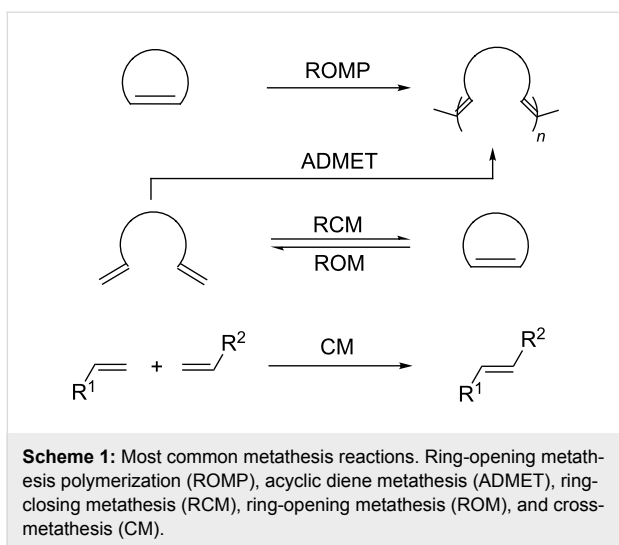 ROMP
n
ADMET
RCM
ROM
R1 + R2
CM
R2
R1
Scheme 1: Most common metathesis reactions. Ring-opening metath-
esis polymerization (ROMP), acyclic diene metathesis (ADMET), ring-
closing metathesis (RCM), ring-opening metathesis (ROM), and cross-
metathesis (CM).